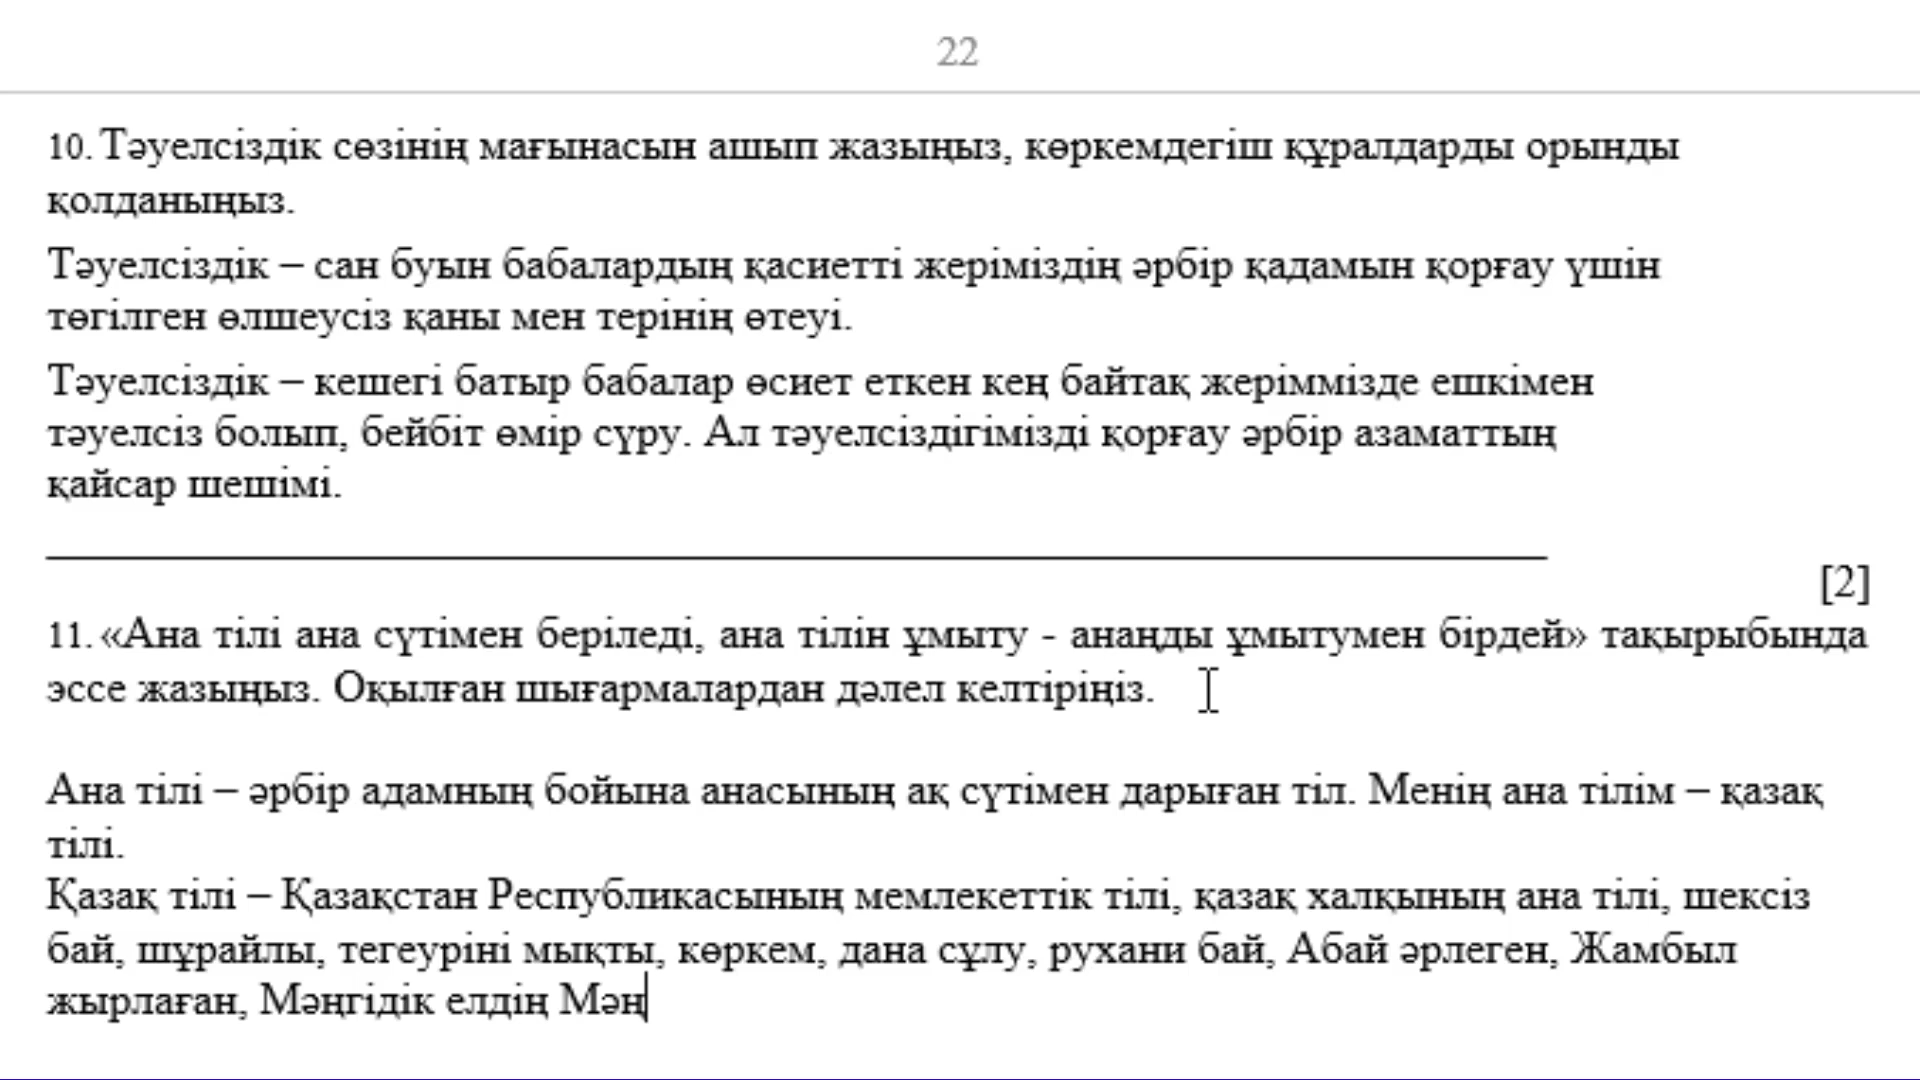 22
10. Тәуелсіздік сөзінің мағынасын ашып жазыңыз, көркемдегіш құралдарды орынды
қолданыңыз.
Тәуелсіздік – сан буын бабалардың қасиетті жеріміздің әрбір қадамын қорғау үшін
төгілген өлшеусіз қаны мен терінің өтеуі.
Тәуелсіздік – кешегі батыр бабалар өсиет еткен кең байтақ жеріммізде ешкімен
тәуелсіз болып, бейбіт өмір сүру. Ал тәуелсіздігімізді қорғау әрбір азаматтың
қайсар шешімі.
[2]
11. «Ана тілі ана сүтімен беріледі, ана тілін ұмыту - анаңды ұмытумен бірдей» тақырыбында
эссе жазыңыз. Оқылған шығармалардан дәлел келтіріңіз.
Ана тілі – әрбір адамның бойына анасының ақ сүтімен дарыған тіл. Менің ана тілім – қазақ
тілі.
Қазақ тілі – Қазақстан Республикасының мемлекеттік тілі, қазақ халқының ана тілі, шексіз
бай, шұрайлы, тегеуріні мықты, көркем, дана сұлу, рухани бай, Абай әрлеген, Жамбыл
жырлаған, Мәңгідік елдің Мәң